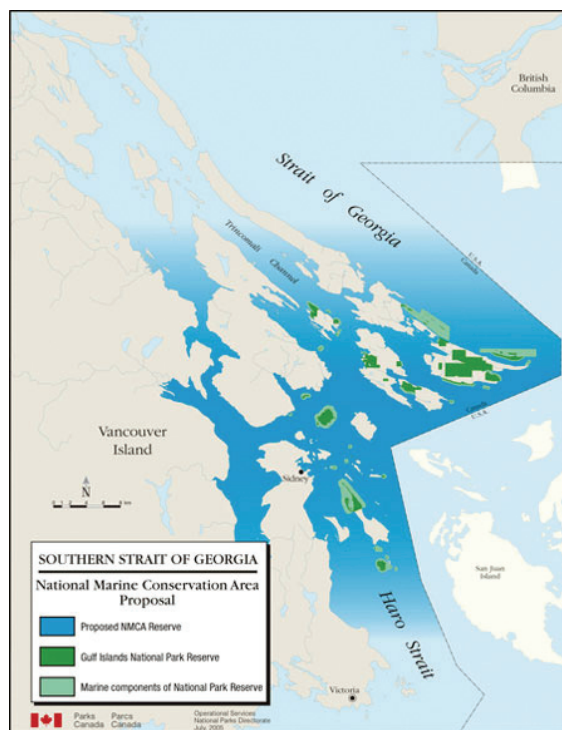 British
Columbia
Strait of Georgia
Trincomali
Channel
U.S.A.
Canada
Canada
U.S.A.
Vancouver
Island
N
Sidney
San Juan
Island
SOUTHERN STRAIT OF GEORGIA
National Marine Conservation Area
Proposal
Proposed NMCA Reserve
Gulf Islands National Park Reserve
Marine components of National Park Reserve
Haro Strait
Victoria
Parks Parcs
Canada Canada
Operational Services
National Parks Directorate
July, 2005